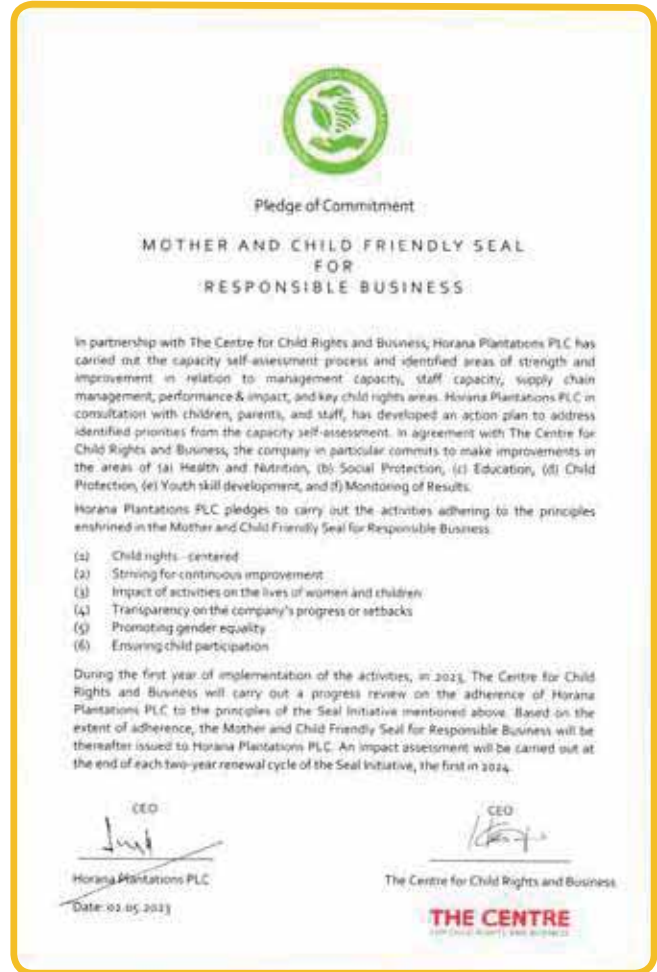 Pledge of Commitment
MOTHER AND CHILD FRIENDLY SEAL
FOR
RESPONSIBLE BUSINESS
In partnership with The Centre for Child Rights and Business, Horana Plantations PLC has
carried out the capacity self-assessment process and identified areas of strength and
improvement in relation to management capacity, staff capacity, supply chain
management, performance & impact, and key child rights areas. Horana Plantations PLC in
consultation with children, parents, and staff, has developed an action plan to address
identified priorities from the capacity self-assessment. In agreement with The Centre for
Child Rights and Business, the company in particular commits to make improvements in
the areas of (a) Health and Nutrition, (b) Social Protection, (c) Education, (d) Child
Protection, (e) Youth skill development, and (f) Monitoring of Results.
Horana Plantations PLC pledges to carry out the activities adhering to the principles
enshrined in the Mother and Child Friendly Seal for Responsible Business.
(1) Child rights - centered
(2) Striving for continuous improvement
(3) Impact of activities on the lives of women and children
(4) Transparency on the company's progress or setbacks
(5) Promoting gender equality
(6) Ensuring child participation
During the first year of implementation of the activities, in 2023, The Centre for Child
Rights and Business will carry out a progress review on the adherence of Horana
Plantations PLC to the principles of the Seal Initiative mentioned above. Based on the
extent of adherence, the Mother and Child Friendly Seal for Responsible Business will be
thereafter issued to Horana Plantations PLC. An impact assessment will be carried out at
the end of each two-year renewal cycle of the Seal Initiative, the first in 2024.
CEO
Horana Plantations PLC
Date: 02.05.2023
CEO
The Centre for Child Rights and Business
THE CENTRE
FOR CHILD RIGHTS AND BUSINESS